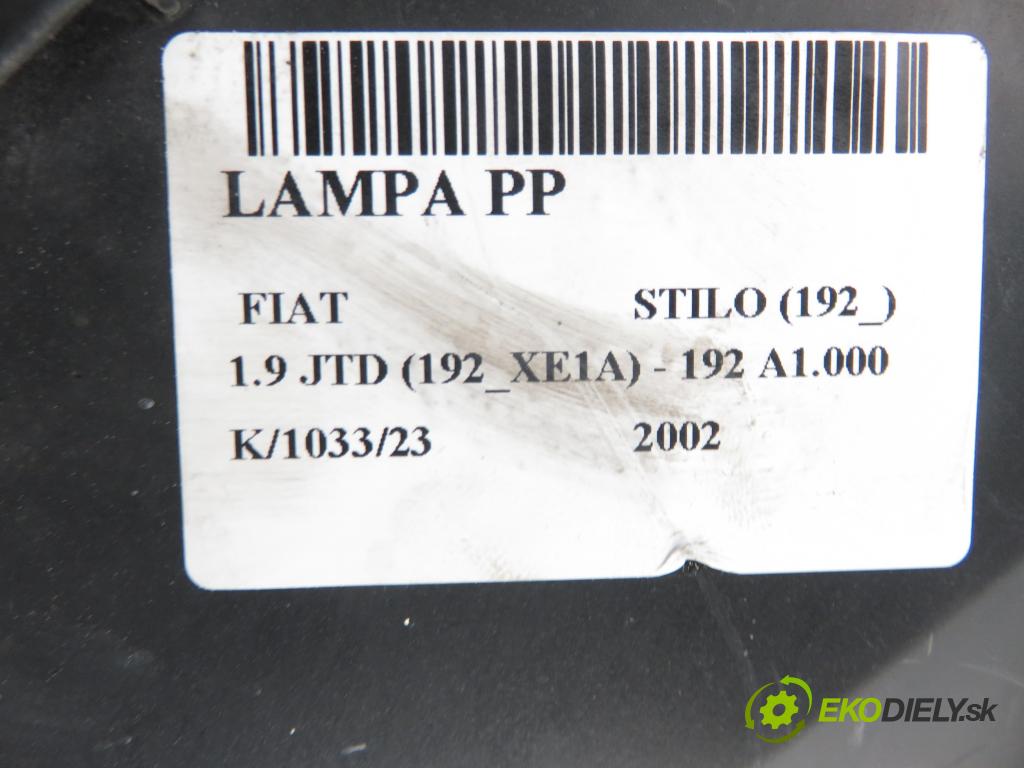 LAMPA PP
FIAT STILO (192_)
1.9 JTD (192_XE1A) - 192 A1.000
K/1033/23 2002
EKODIELY.sk